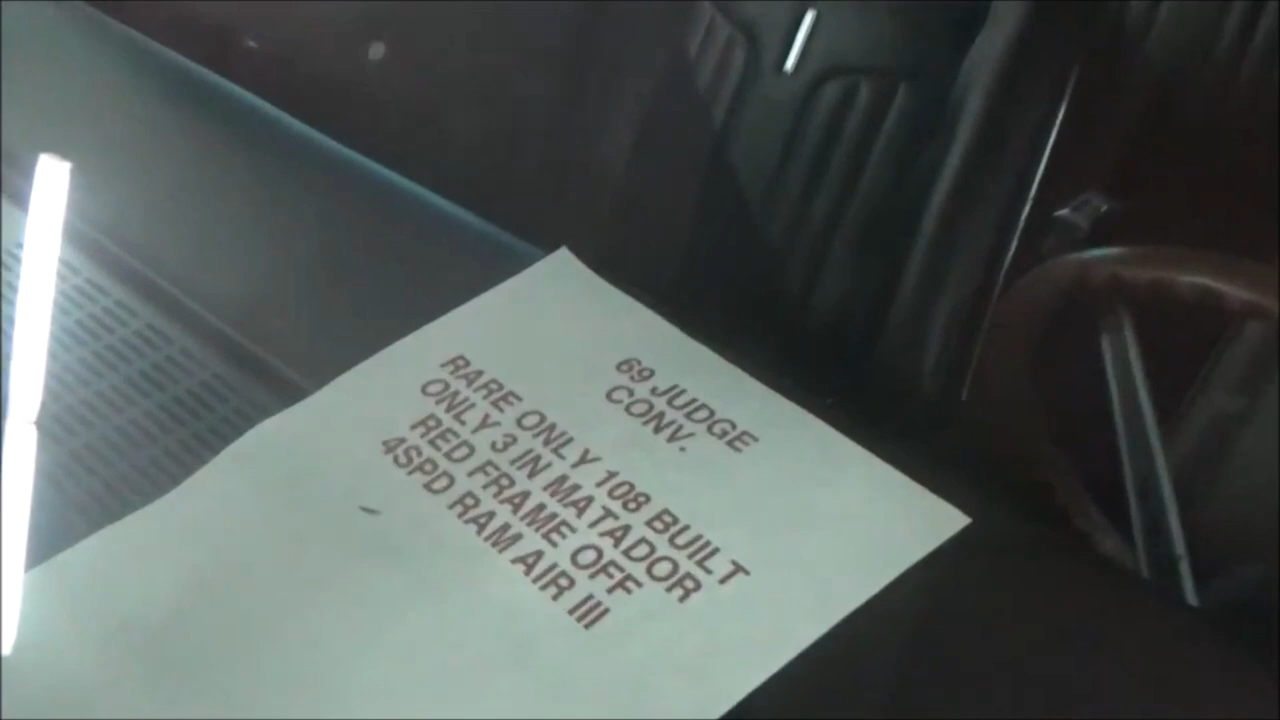 69 JUDGE
CONV.
RARE ONLY 108 BUILT
ONLY 3 IN MATADOR
RED FRAME OFF
4SPD RAM AIR III